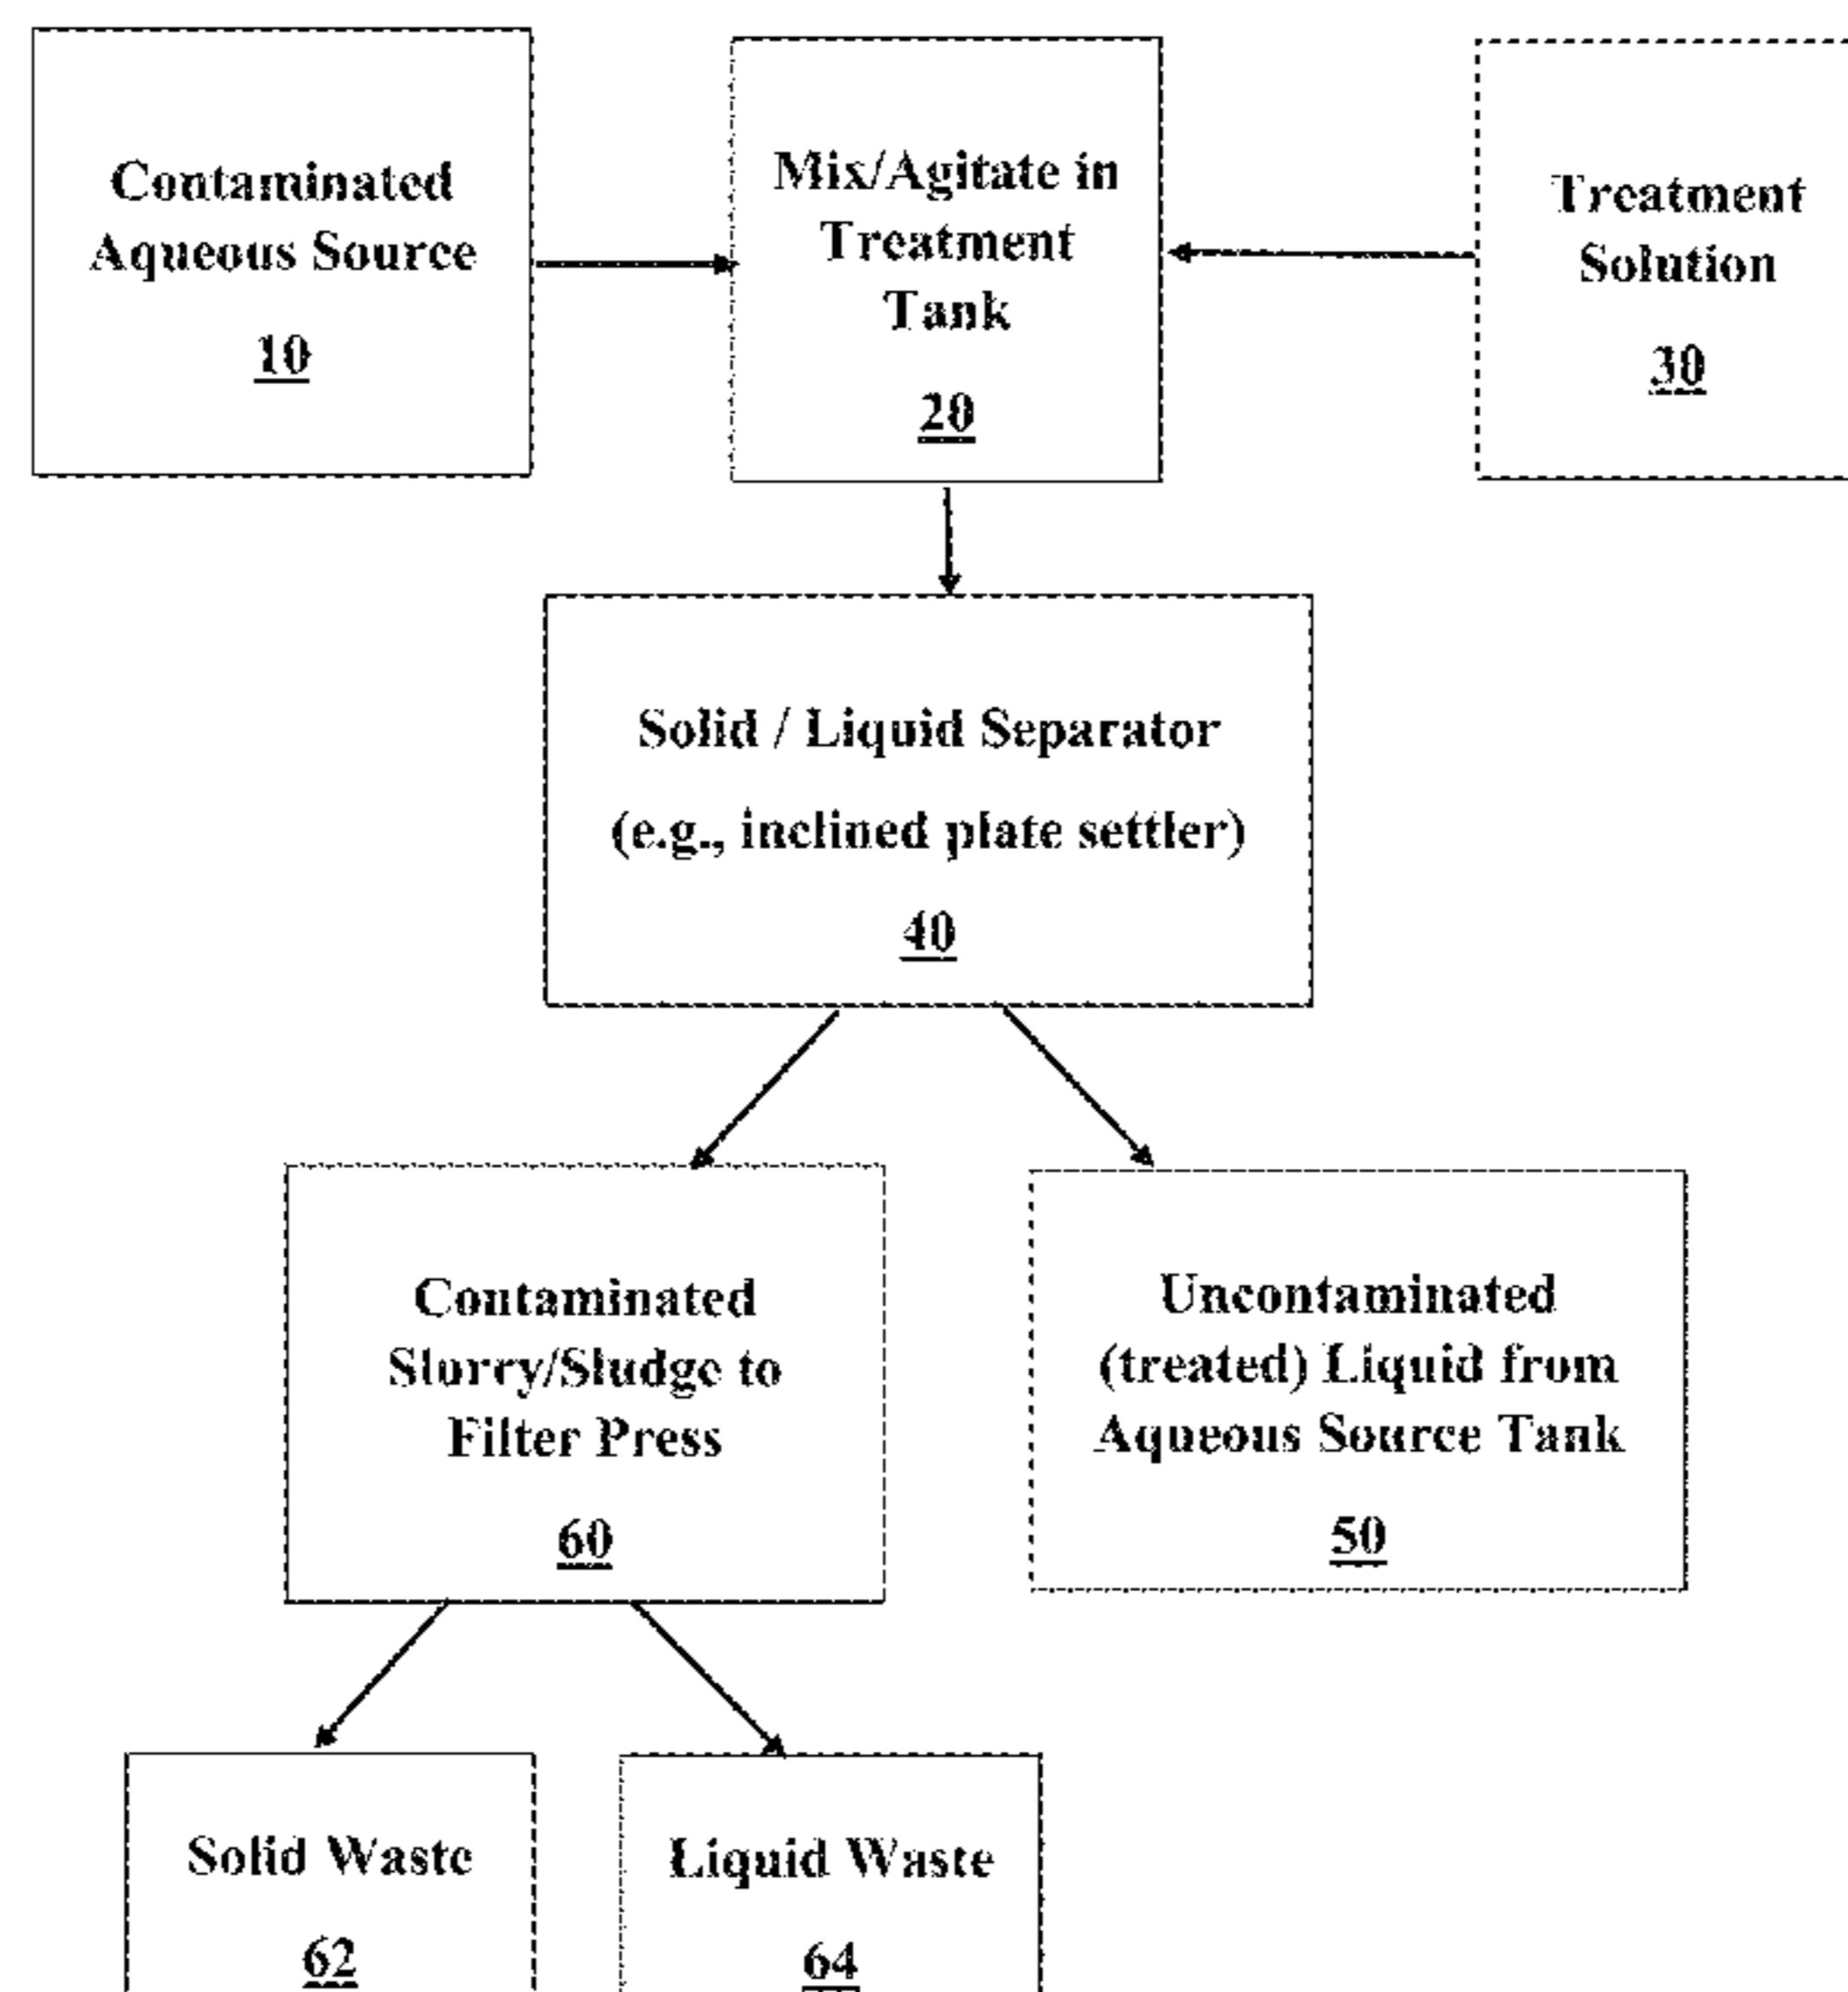 Contaminated
Aqueous Source
10
Mix/Agitate in
Treatment
Tank
20
Treatment
Solution
30
Solid / Liquid Separator
(e.g., inclined plate settler)
40
Contaminated
Slurry/Sludge to
Filter Press
60
Uncontaminated
(treated) Liquid from
Aqueous Source Tank
50
Solid Waste
62
Liquid Waste
64